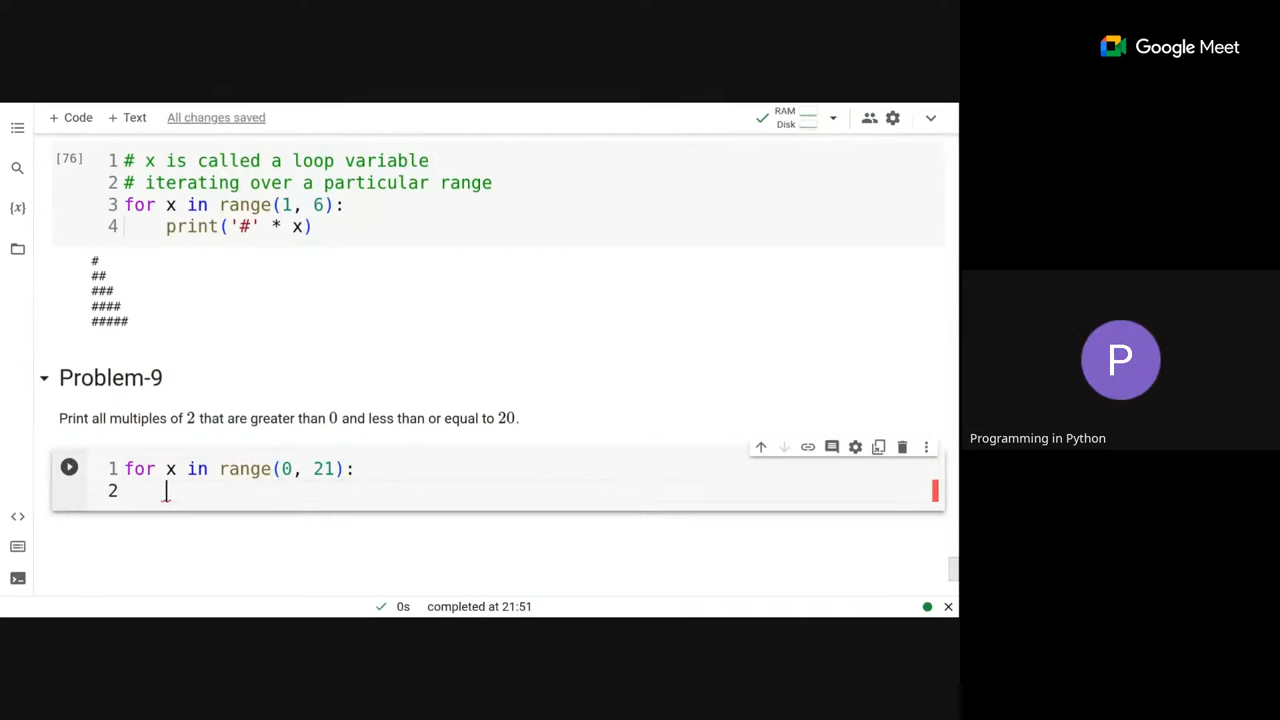 Google Meet
+ Code + Text All changes saved
RAM
Disk
[76]
1 # x is called a loop variable
2 # iterating over a particular range
3 for x in range(1, 6):
4 print('#' * x)
#
##
###
####
#####
Problem-9
Print all multiples of 2 that are greater than 0 and less than or equal to 20.
1 for x in range(0, 21):
2
P
Programming in Python
0s completed at 21:51